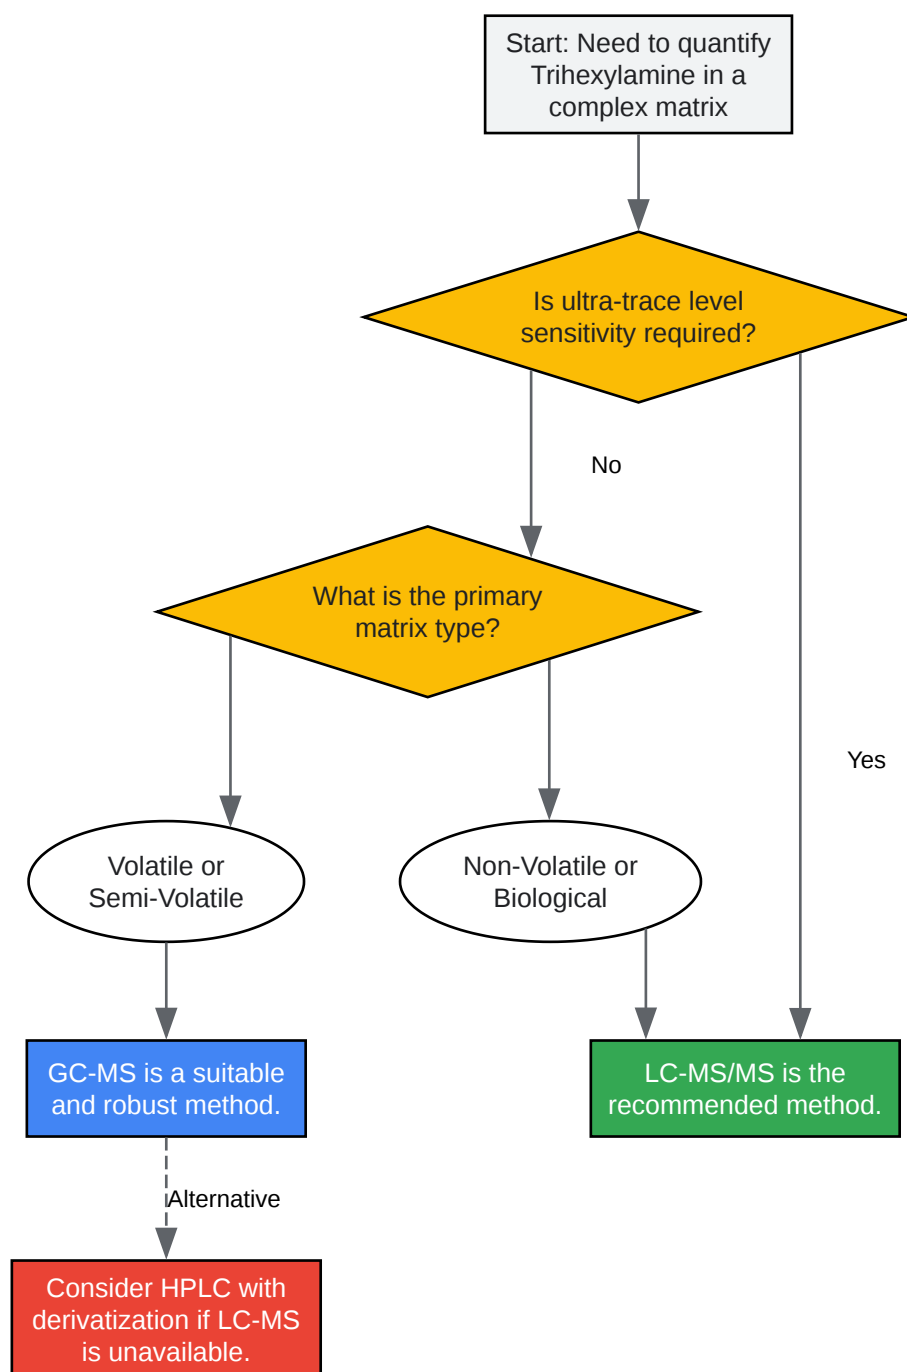 Start: Need to quantify
Trihexylamine in a
complex matrix
Is ultra-trace level
sensitivity required?
No
What is the primary
matrix type?
Yes
Volatile or
Semi-Volatile
Non-Volatile or
Biological
GC-MS is a suitable
and robust method.
LC-MS/MS is the
recommended method.
Alternative
Consider HPLC with
derivatization if LC-MS
is unavailable.